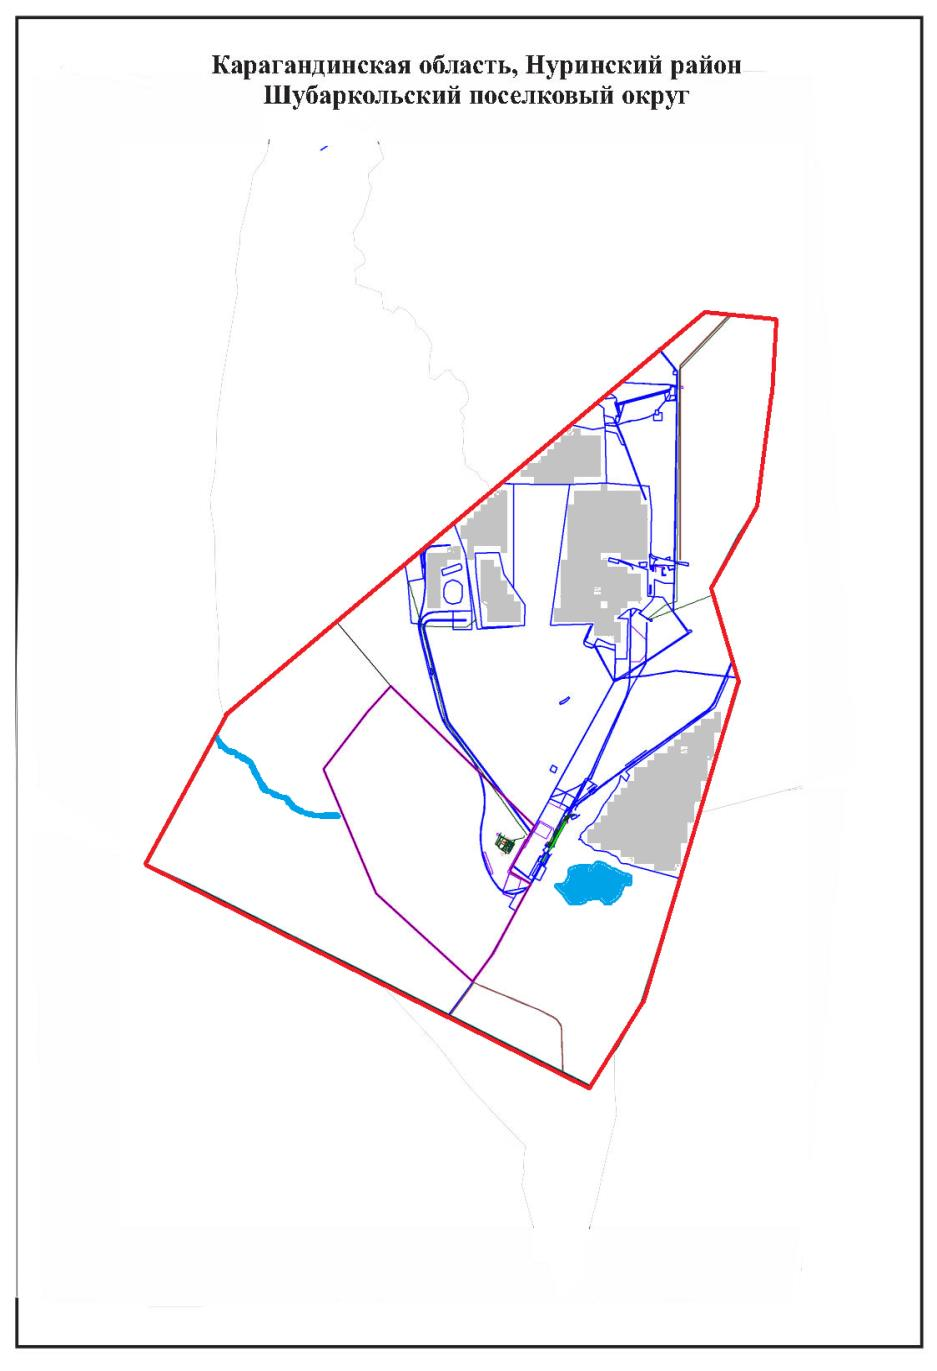 Карагандинская область, Нуринский район
Шубаркольский поселковый округ